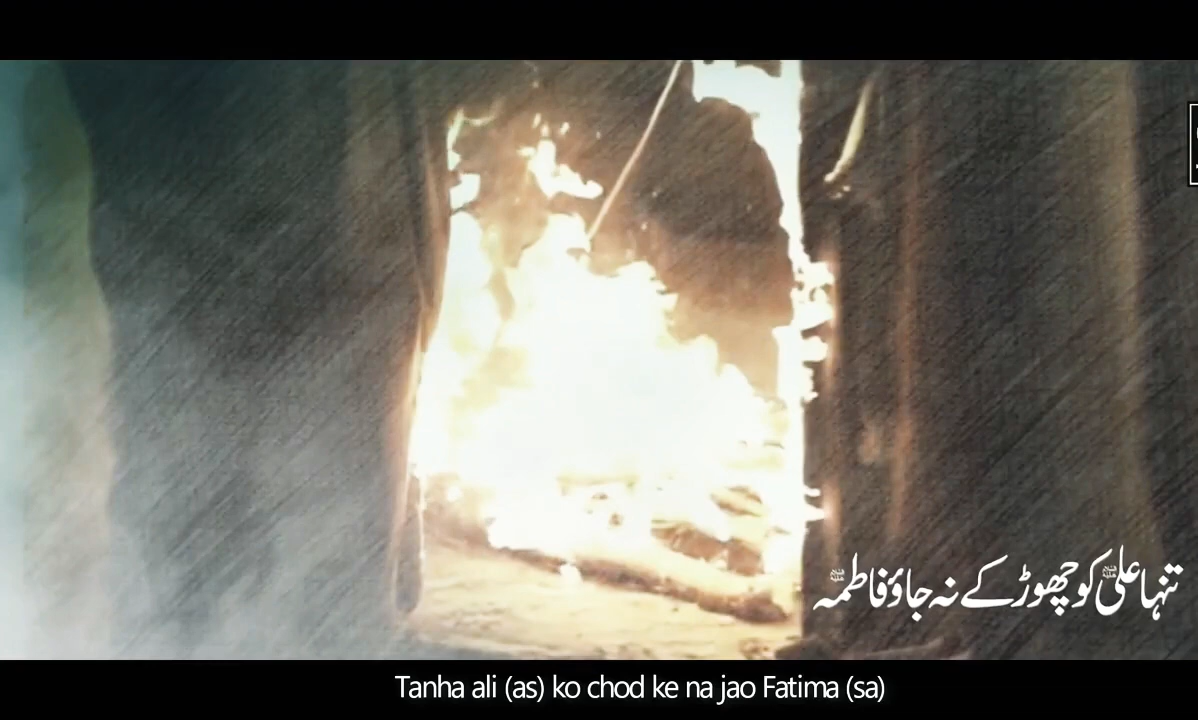 تنہا علیؑ کو چھوڑ کے نہ جاؤ فاطمہؑ
Tanha ali (as) ko chod ke na jao Fatima (sa)